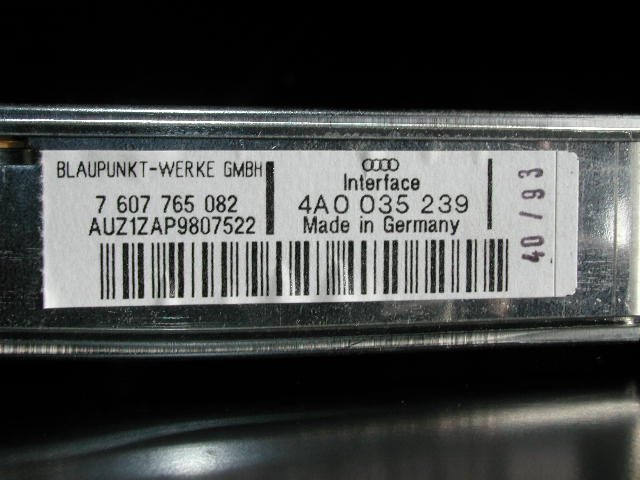 BLAUPUNKT-WERKE GMBH
7 607 765 082
AUZ1ZAP9807522
Interface
4A0 035 239
Made in Germany
40/93